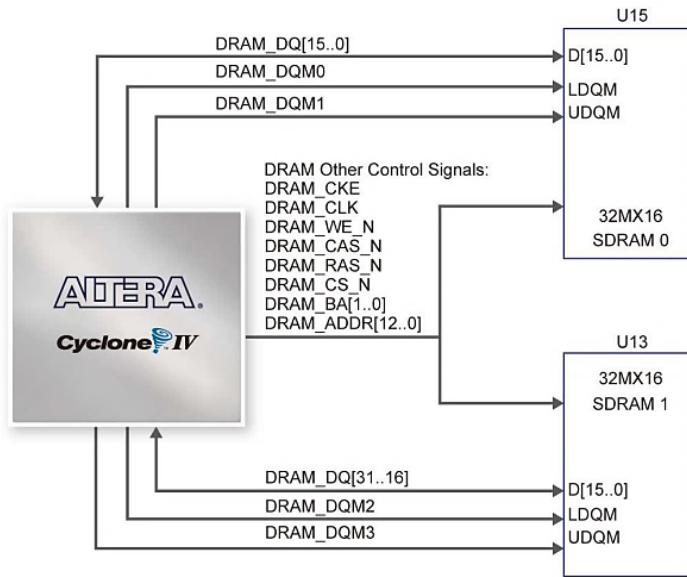 U15
DRAM_DQ[15..0]
D[15..0]
DRAM_DQM0
LDQM
DRAM_DQM1
UDQM
DRAM Other Control Signals:
DRAM_CKE
DRAM_CLK
DRAM_WE_N
DRAM_CAS_N
DRAM_RAS_N
DRAM_CS_N
DRAM_BA[1..0]
DRAM_ADDR[12..0]
32MX16
SDRAM 0
ALTERA®
Cyclone™ IV
U13
32MX16
SDRAM 1
DRAM_DQ[31..16]
D[15..0]
DRAM_DQM2
LDQM
DRAM_DQM3
UDQM